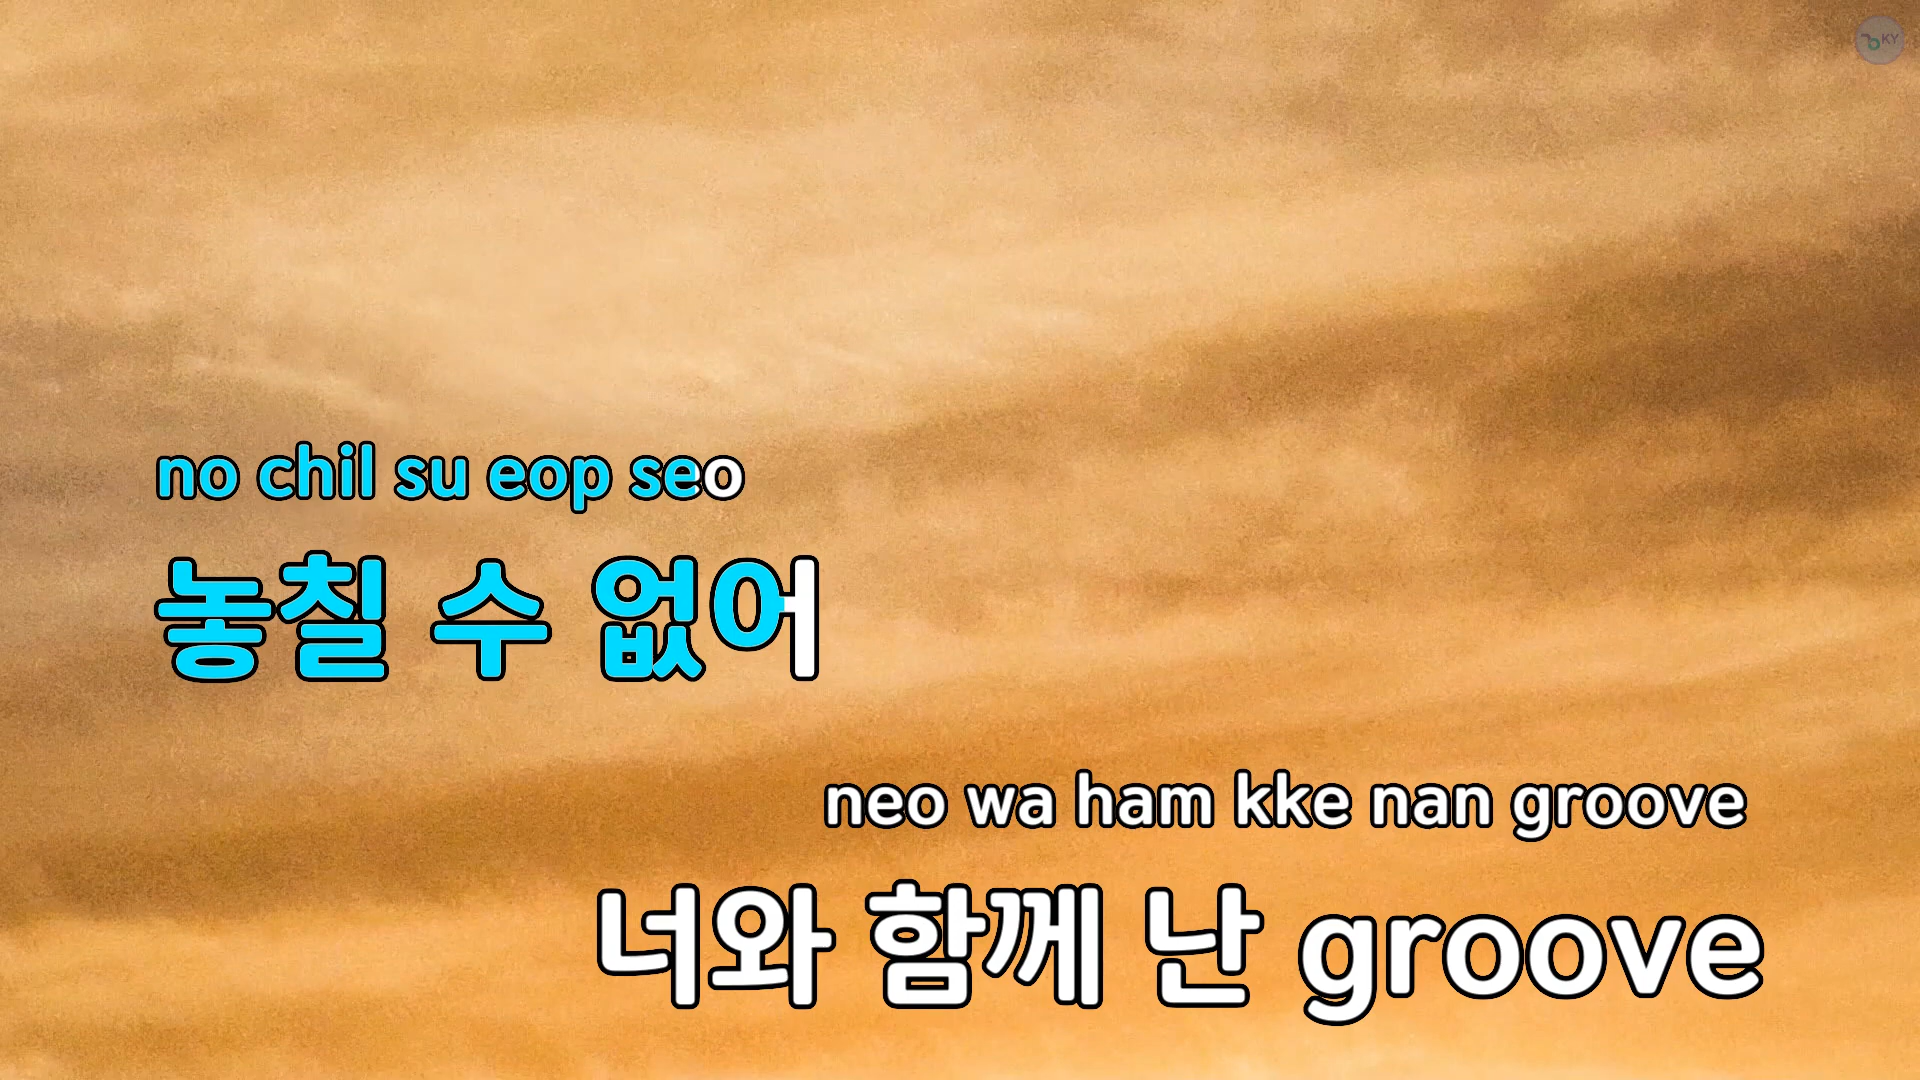 KY
no chil su eop seo
놓칠 수 없어
neo wa ham kke nan groove
너와 함께 난 groove